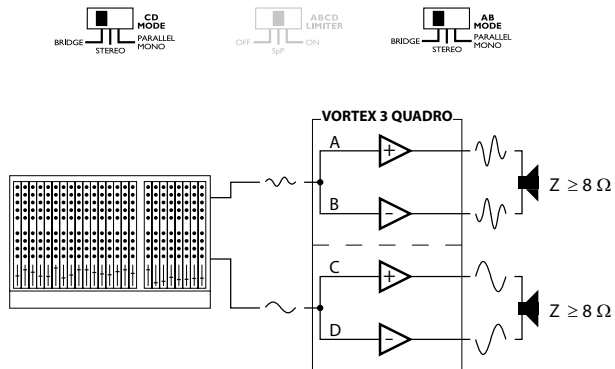 CD
MODE
BRIDGE
STEREO
PARALLEL
MONO
ABCD
LIMITER
OFF
SpP
ON
AB
MODE
BRIDGE
STEREO
PARALLEL
MONO
VORTEX 3 QUADRO
A
+
B
-
Z ≥ 8 Ω
C
+
D
-
Z ≥ 8 Ω